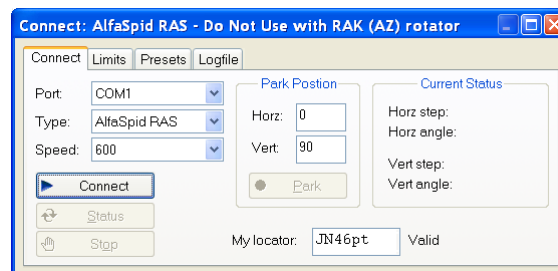 Connect: AlfaSpid RAS - Do Not Use with RAK (AZ) rotator
Connect Limits Presets Logfile
Port: COM1
Type: AlfaSpid RAS
Speed: 600
Connect
Status
Stop
Park Postion
Horz: 0
Vert: 90
Park
Current Status
Horz step:
Horz angle:
Vert step:
Vert angle:
My locator: JN46pt Valid